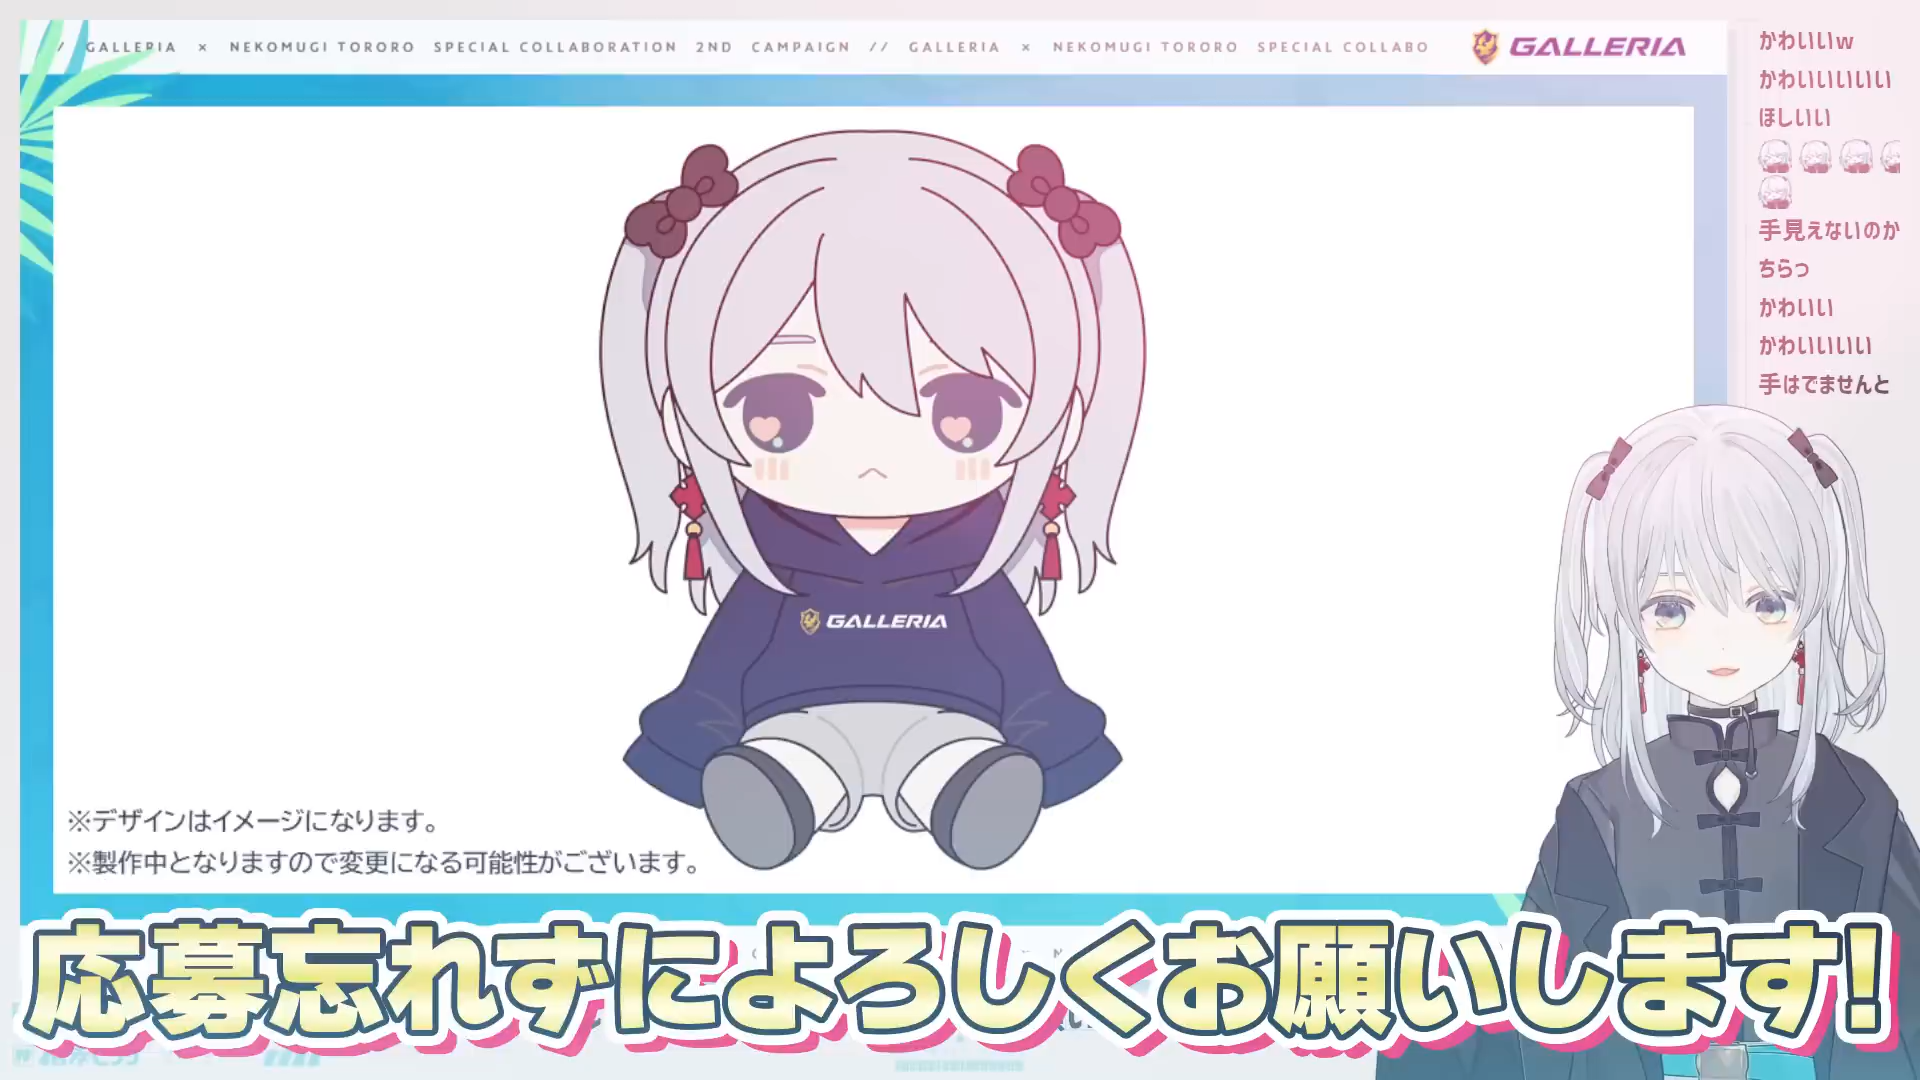 // GALLERIA × NEKOMUGI TORORO SPECIAL COLLABORATION 2ND CAMPAIGN // GALLERIA × NEKOMUGI TORORO SPECIAL COLLABO
GALLERIA
かわいいw
かわいいいいい
ほしいい
手見えないのか
ちらっ
かわいい
かわいいいい
手はでませんと
GALLERIA
※デザインはイメージになります。
※製作中となりますので変更になる可能性がございます。
応募忘れずによろしくお願いします!